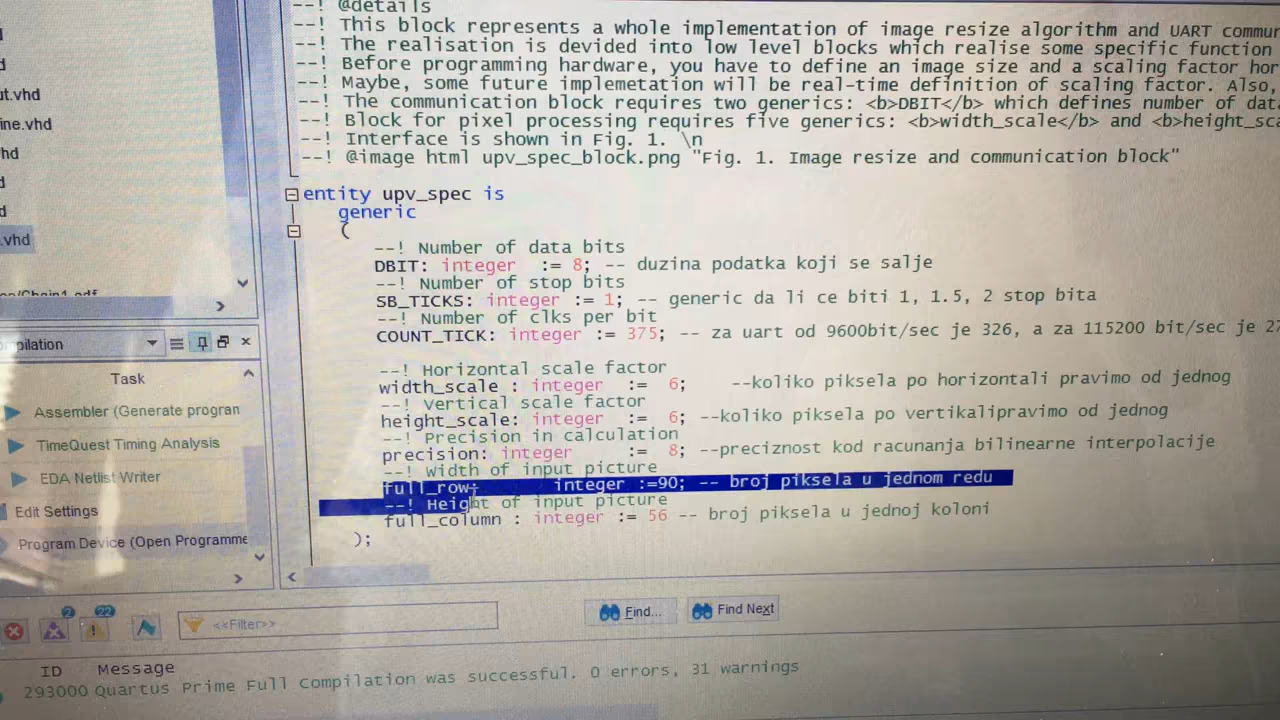 --! @details
--! This block represents a whole implementation of image resize algorithm and UART commun
--! The realisation is devided into low level blocks which realise some specific function
--! Before programming hardware, you have to define an image size and a scaling factor hor
--! Maybe, some future implemetation will be real-time definition of scaling factor. Also,
--! The communication block requires two generics: <b>DBIT</b> which defines number of dat
--! Block for pixel processing requires five generics: <b>width_scale</b> and <b>height_sca
--! Interface is shown in Fig. 1. \n
--! @image html upv_spec_block.png "Fig. 1. Image resize and communication block"
entity upv_spec is
generic
(
--! Number of data bits
DBIT: integer := 8; -- duzina podatka koji se salje
--! Number of stop bits
SB_TICKS: integer := 1; -- generic da li ce biti 1, 1.5, 2 stop bita
--! Number of clks per bit
COUNT_TICK: integer := 375; -- za uart od 9600bit/sec je 326, a za 115200 bit/sec je 27
--! Horizontal scale factor
width_scale : integer := 6; --koliko piksela po horizontali pravimo od jednog
--! Vertical scale factor
height_scale: integer := 6; --koliko piksela po vertikalipravimo od jednog
--! Precision in calculation
precision: integer := 8; --preciznost kod racunanja bilinearne interpolacije
--! width of input picture
full_row: integer :=90; -- broj piksela u jednom redu
--! Height of input picture
full_column : integer := 56 -- broj piksela u jednoj koloni
);
ut.vhd
ine.vhd
hd
d
d
.vhd
on/Chain1.cdf
mpilation
Task
Assembler (Generate program
TimeQuest Timing Analysis
EDA Netlist Writer
Edit Settings
Program Device (Open Programme
2
22
<<Filter>>
Find...
Find Next
ID Message
293000 Quartus Prime Full Compilation was successful. 0 errors, 31 warnings